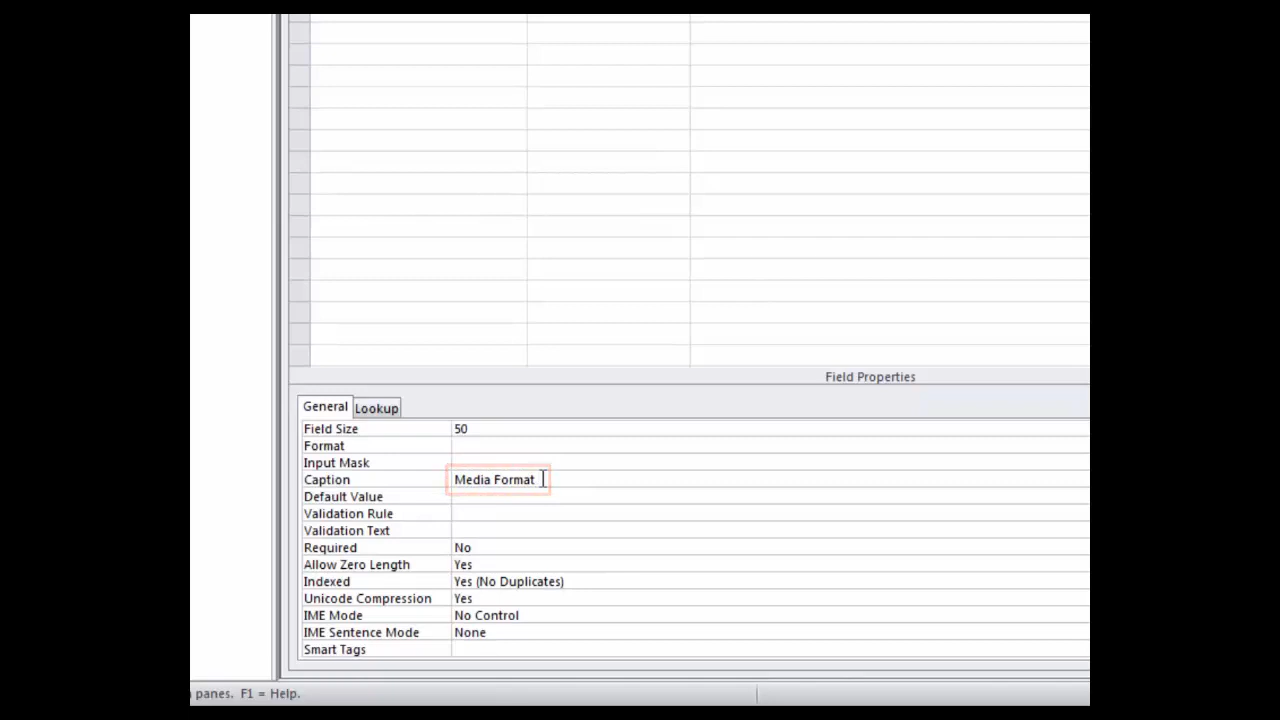 Field Properties
General Lookup
Field Size 50
Format
Input Mask
Caption Media Format
Default Value
Validation Rule
Validation Text
Required No
Allow Zero Length Yes
Indexed Yes (No Duplicates)
Unicode Compression Yes
IME Mode No Control
IME Sentence Mode None
Smart Tags
panes. F1 = Help.